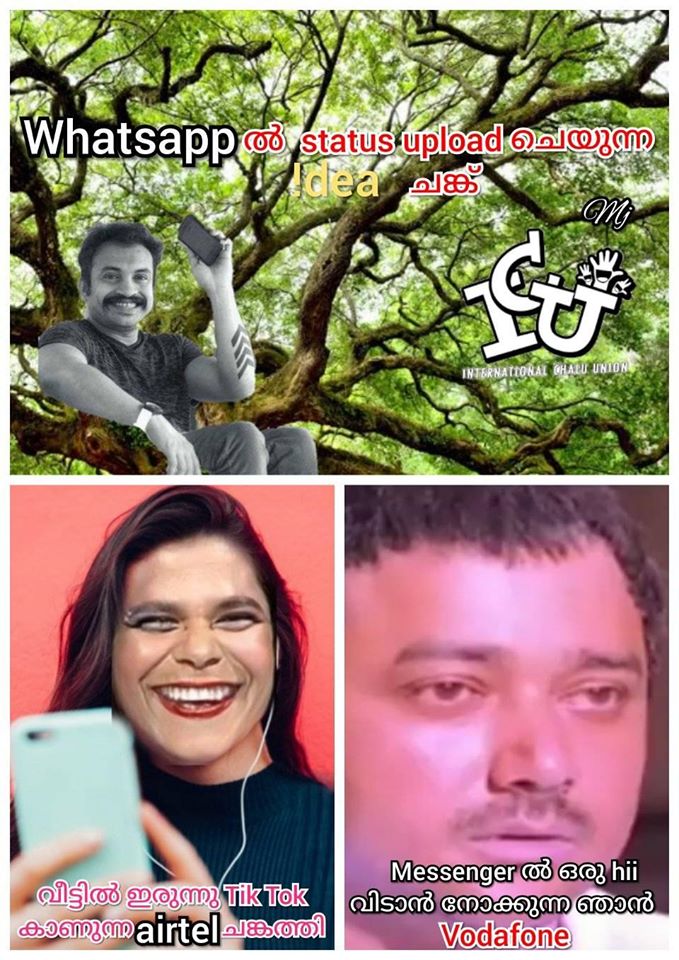 Whatsapp ൽ status upload ചെയുന്ന
!dea ചങ്ക്
Mj
ICU
INTERNATIONAL CHALU UNION
വീട്ടിൽ ഇരുന്നു Tik Tok
കാണുന്ന airtel ചങ്കത്തി
Messenger ൽ ഒരു hii
വിടാൻ നോക്കുന്ന ഞാൻ
Vodafone